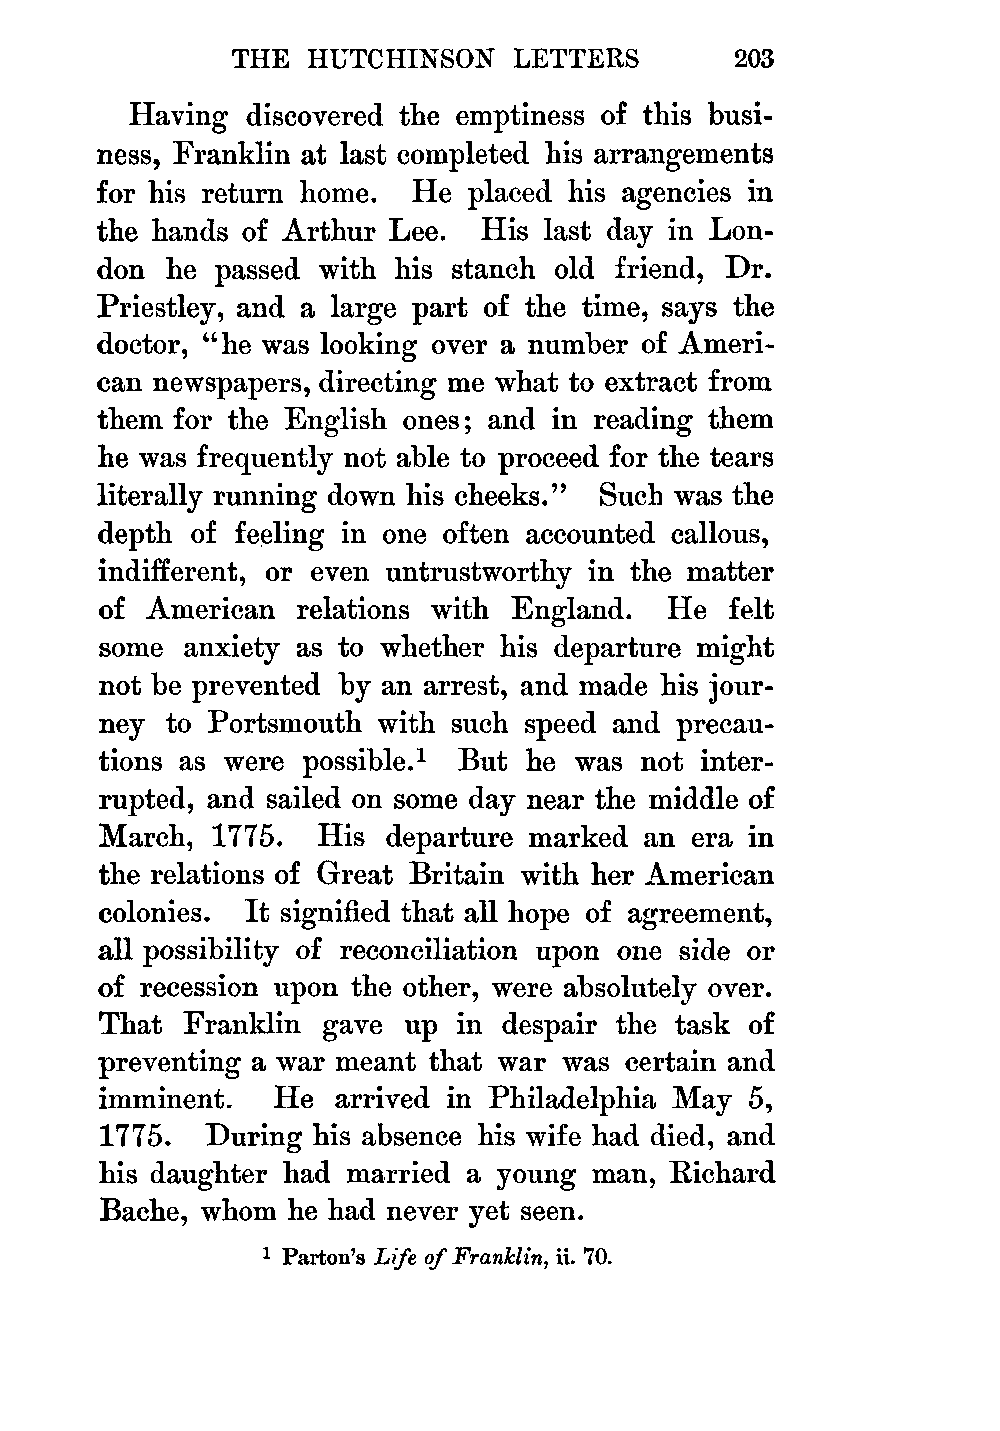 THE HUTCHINSON LETTERS 203
Having discovered the emptiness of this busi-
ness, Franklin at last completed his arrangements
for his return home. He placed his agencies in
the hands of Arthur Lee. His last day in Lon-
don he passed with his stanch old friend, Dr.
Priestley, and a large part of the time, says the
doctor, “he was looking over a number of Ameri-
can newspapers, directing me what to extract from
them for the English ones; and in reading them
he was frequently not able to proceed for the tears
literally running down his cheeks.” Such was the
depth of feeling in one often accounted callous,
indifferent, or even untrustworthy in the matter
of American relations with England. He felt
some anxiety as to whether his departure might
not be prevented by an arrest, and made his jour-
ney to Portsmouth with such speed and precau-
tions as were possible.¹ But he was not inter-
rupted, and sailed on some day near the middle of
March, 1775. His departure marked an era in
the relations of Great Britain with her American
colonies. It signified that all hope of agreement,
all possibility of reconciliation upon one side or
of recession upon the other, were absolutely over.
That Franklin gave up in despair the task of
preventing a war meant that war was certain and
imminent. He arrived in Philadelphia May 5,
1775. During his absence his wife had died, and
his daughter had married a young man, Richard
Bache, whom he had never yet seen.
¹ Parton's Life of Franklin, ii. 70.